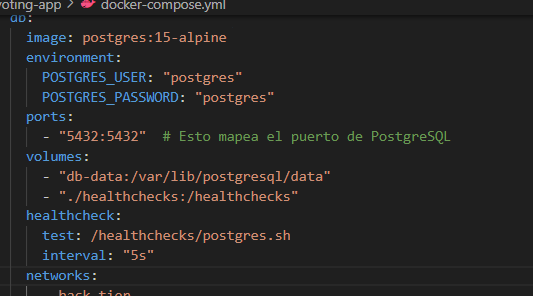 voting-app > docker-compose.yml
db:
image: postgres:15-alpine
environment:
POSTGRES_USER: "postgres"
POSTGRES_PASSWORD: "postgres"
ports:
- "5432:5432"  # Esto mapea el puerto de PostgreSQL
volumes:
- "db-data:/var/lib/postgresql/data"
- "./healthchecks:/healthchecks"
healthcheck:
test: /healthchecks/postgres.sh
interval: "5s"
networks:
back-tier